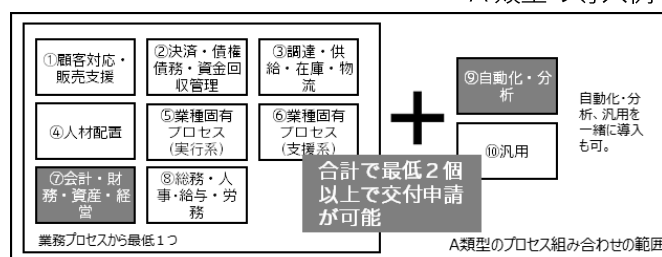 ①顧客対応・
販売支援
②決済・債権
債務・資金回
収管理
③調達・供
給・在庫・物
流
④人材配置
⑤業種固有
プロセス
(実行系)
⑥業種固有
プロセス
(支援系)
⑦会計・財
務・資産・経
営
⑧総務・人
事・給与・労
務
業務プロセスから最低1つ
合計で最低2個
以上で交付申請
が可能
⑨自動化・分
析
⑩汎用
自動化・分
析、汎用を
一緒に導入
も可。
A類型のプロセス組み合わせの範囲